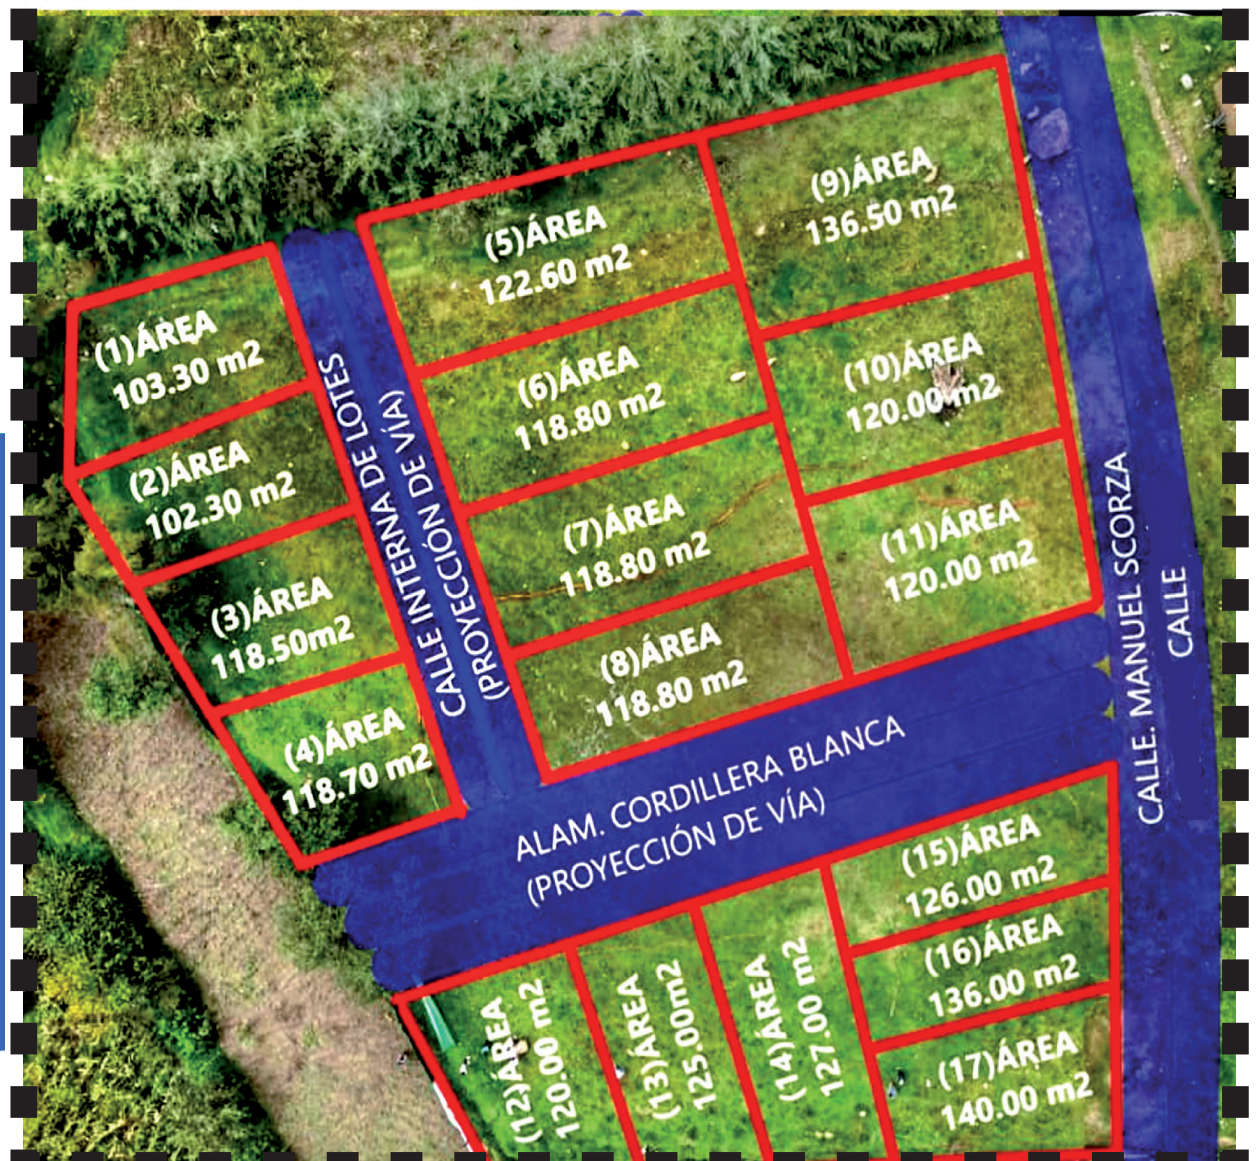 (1)ÁREA
103.30 m2
(2)ÁREA
102.30 m2
(3)ÁREA
118.50m2
(4)ÁREA
118.70 m2
CALLE INTERNA DE LOTES
(PROYECCIÓN DE VÍA)
(5)ÁREA
122.60 m2
(6)ÁREA
118.80 m2
(7)ÁREA
118.80 m2
(8)ÁREA
118.80 m2
(9)ÁREA
136.50 m2
(10)ÁREA
120.00 m2
(11)ÁREA
120.00 m2
CALLE. MANUEL SCORZA
CALLE
ALAM. CORDILLERA BLANCA
(PROYECCIÓN DE VÍA)
(12)ÁREA
120.00 m2
(13)ÁREA
125.00m2
(14)ÁREA
127.00 m2
(15)ÁREA
126.00 m2
(16)ÁREA
136.00 m2
(17)ÁREA
140.00 m2